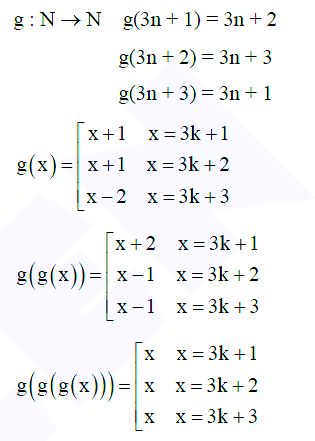 g : N → N g(3n + 1) = 3n + 2
g(3n + 2) = 3n + 3
g(3n + 3) = 3n + 1
x + 1 x = 3k + 1
g(x) = [ x + 1 x = 3k + 2
x − 2 x = 3k + 3
x + 2 x = 3k + 1
g(g(x)) = [ x − 1 x = 3k + 2
x − 1 x = 3k + 3
x x = 3k + 1
g(g(g(x))) = [ x x = 3k + 2
x x = 3k + 3